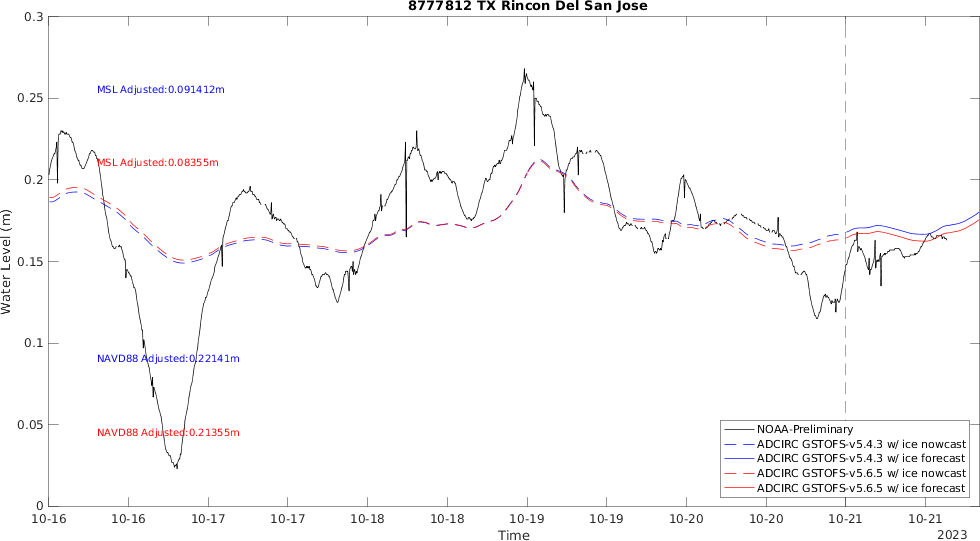 8777812 TX Rincon Del San Jose
0.3
0.25
0.2
0.15
0.1
0.05
0
Water Level (m)
MSL Adjusted:0.091412m
MSL Adjusted:0.08355m
NAVD88 Adjusted:0.22141m
NAVD88 Adjusted:0.21355m
NOAA-Preliminary
ADCIRC GSTOFS-v5.4.3 w/ ice nowcast
ADCIRC GSTOFS-v5.4.3 w/ ice forecast
ADCIRC GSTOFS-v5.6.5 w/ ice nowcast
ADCIRC GSTOFS-v5.6.5 w/ ice forecast
10-16 10-16 10-17 10-17 10-18 10-18 10-19 10-19 10-20 10-20 10-21 10-21
Time
2023